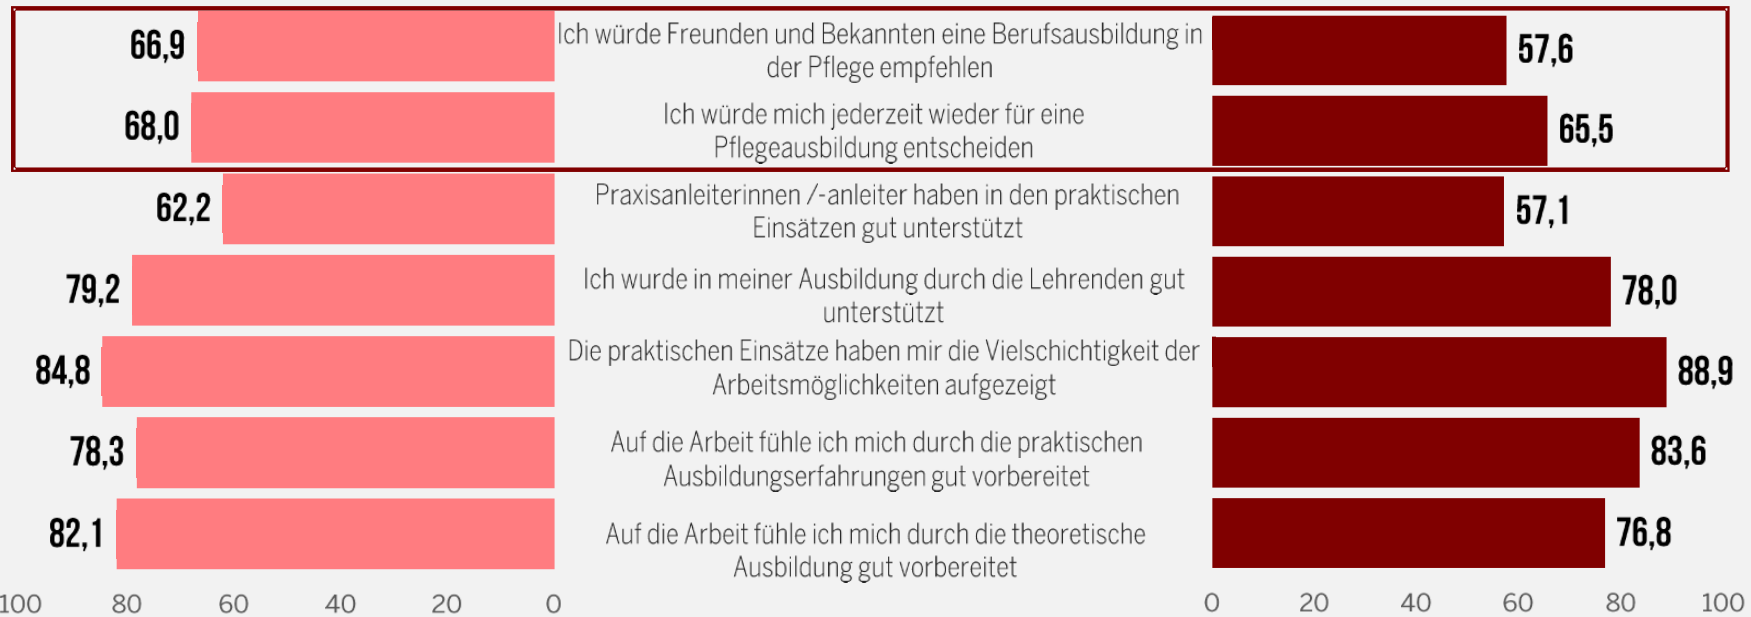 66,9
Ich würde Freunden und Bekannten eine Berufsausbildung in
der Pflege empfehlen
57,6
68,0
Ich würde mich jederzeit wieder für eine
Pflegeausbildung entscheiden
65,5
62,2
Praxisanleiterinnen /-anleiter haben in den praktischen
Einsätzen gut unterstützt
57,1
79,2
Ich wurde in meiner Ausbildung durch die Lehrenden gut
unterstützt
78,0
84,8
Die praktischen Einsätze haben mir die Vielschichtigkeit der
Arbeitsmöglichkeiten aufgezeigt
88,9
78,3
Auf die Arbeit fühle ich mich durch die praktischen
Ausbildungserfahrungen gut vorbereitet
83,6
82,1
Auf die Arbeit fühle ich mich durch die theoretische
Ausbildung gut vorbereitet
76,8
100 80 60 40 20 0
0 20 40 60 80 100